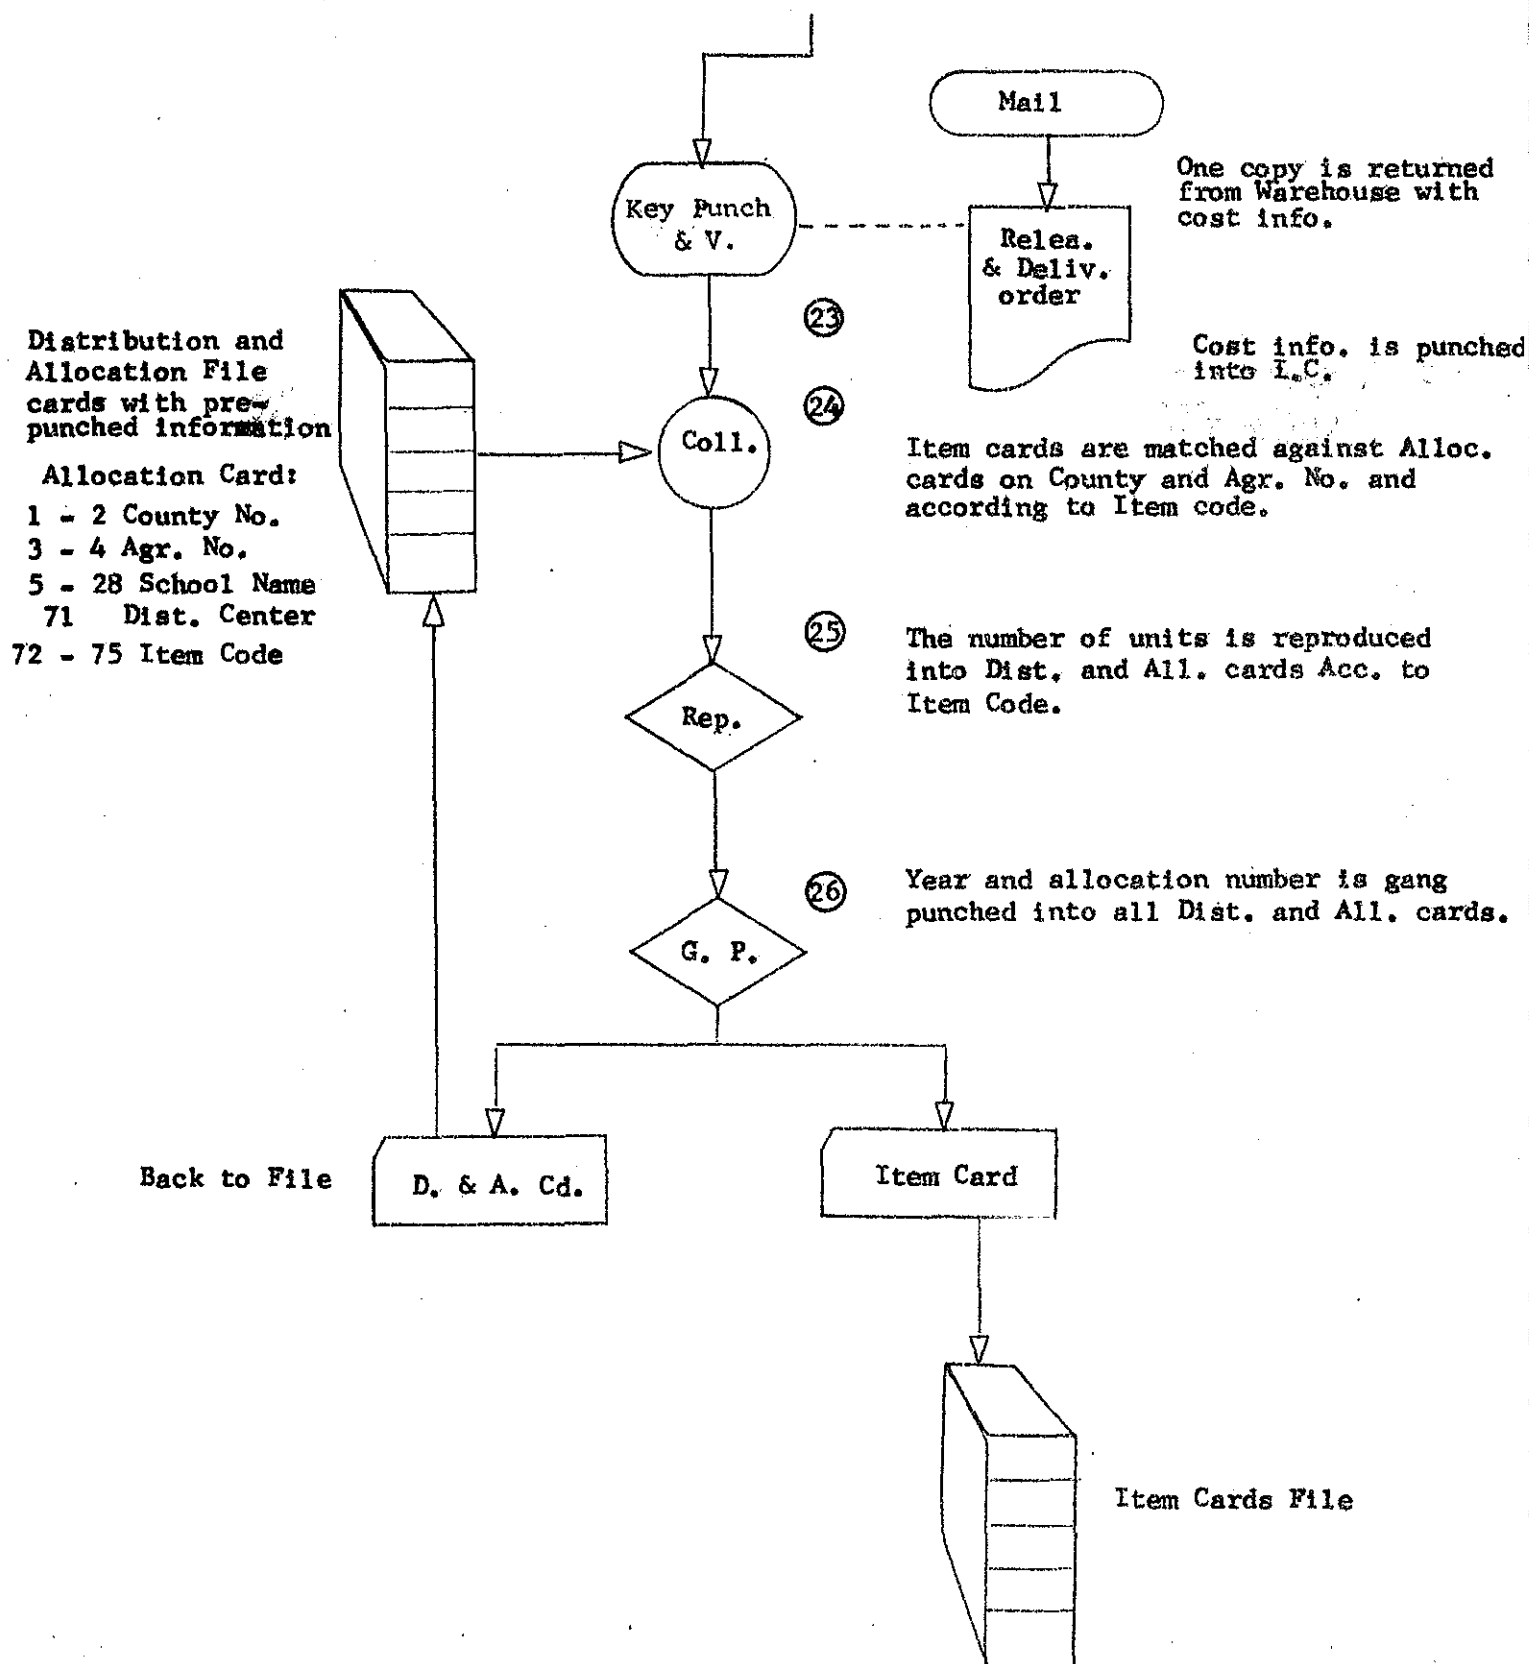 Mail
One copy is returned
from Warehouse with
cost info.
Key Punch
& V.
Relea.
& Deliv.
order
23
Cost info. is punched
into I.C.
Distribution and
Allocation File
cards with pre-
punched information
Allocation Card:
1 - 2 County No.
3 - 4 Agr. No.
5 - 28 School Name
71 Dist. Center
72 - 75 Item Code
24
Coll.
Item cards are matched against Alloc.
cards on County and Agr. No. and
according to Item code.
25
The number of units is reproduced
into Dist. and All. cards Acc. to
Item Code.
Rep.
26
Year and allocation number is gang
punched into all Dist. and All. cards.
G. P.
Back to File
D. & A. Cd.
Item Card
Item Cards File